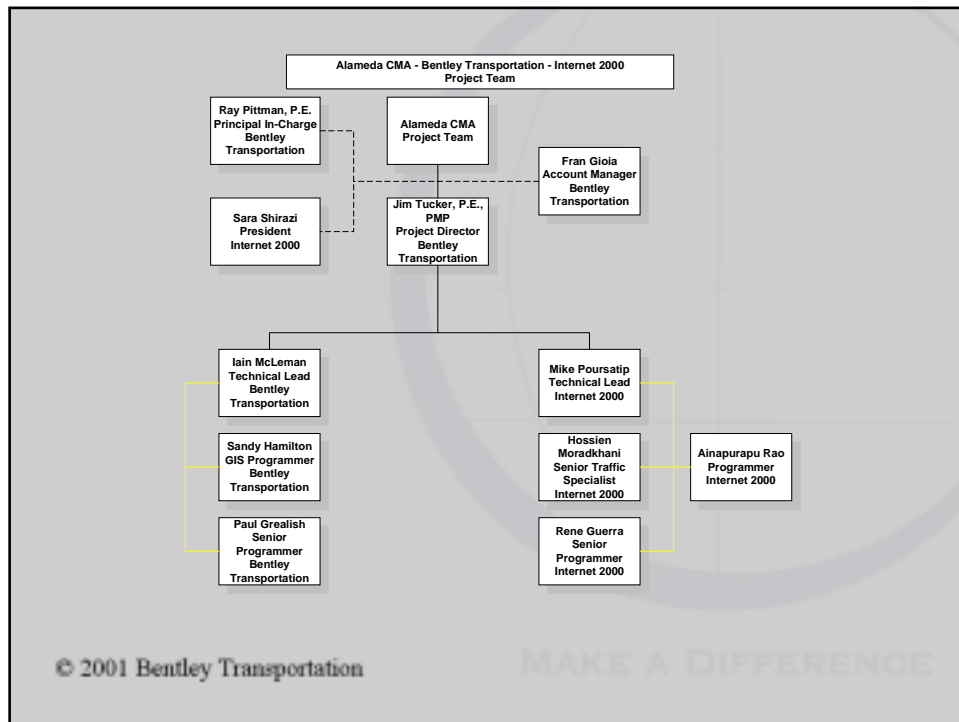 Alameda CMA - Bentley Transportation - Internet 2000
Project Team
Ray Pittman, P.E.
Principal In-Charge
Bentley
Transportation
Alameda CMA
Project Team
Fran Gioia
Account Manager
Bentley
Transportation
Sara Shirazi
President
Internet 2000
Jim Tucker, P.E.,
PMP
Project Director
Bentley
Transportation
Iain McLeman
Technical Lead
Bentley
Transportation
Mike Poursatip
Technical Lead
Internet 2000
Sandy Hamilton
GIS Programmer
Bentley
Transportation
Hossien
Moradkhani
Senior Traffic
Specialist
Internet 2000
Ainapurapu Rao
Programmer
Internet 2000
Paul Grealish
Senior
Programmer
Bentley
Transportation
Rene Guerra
Senior
Programmer
Internet 2000
© 2001 Bentley Transportation
MAKE A DIFFERENCE